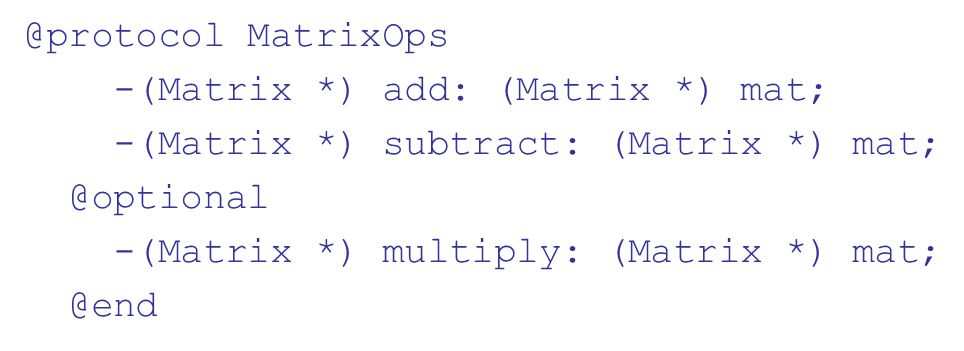 @protocol MatrixOps
-(Matrix *) add: (Matrix *) mat;
-(Matrix *) subtract: (Matrix *) mat;
@optional
-(Matrix *) multiply: (Matrix *) mat;
@end